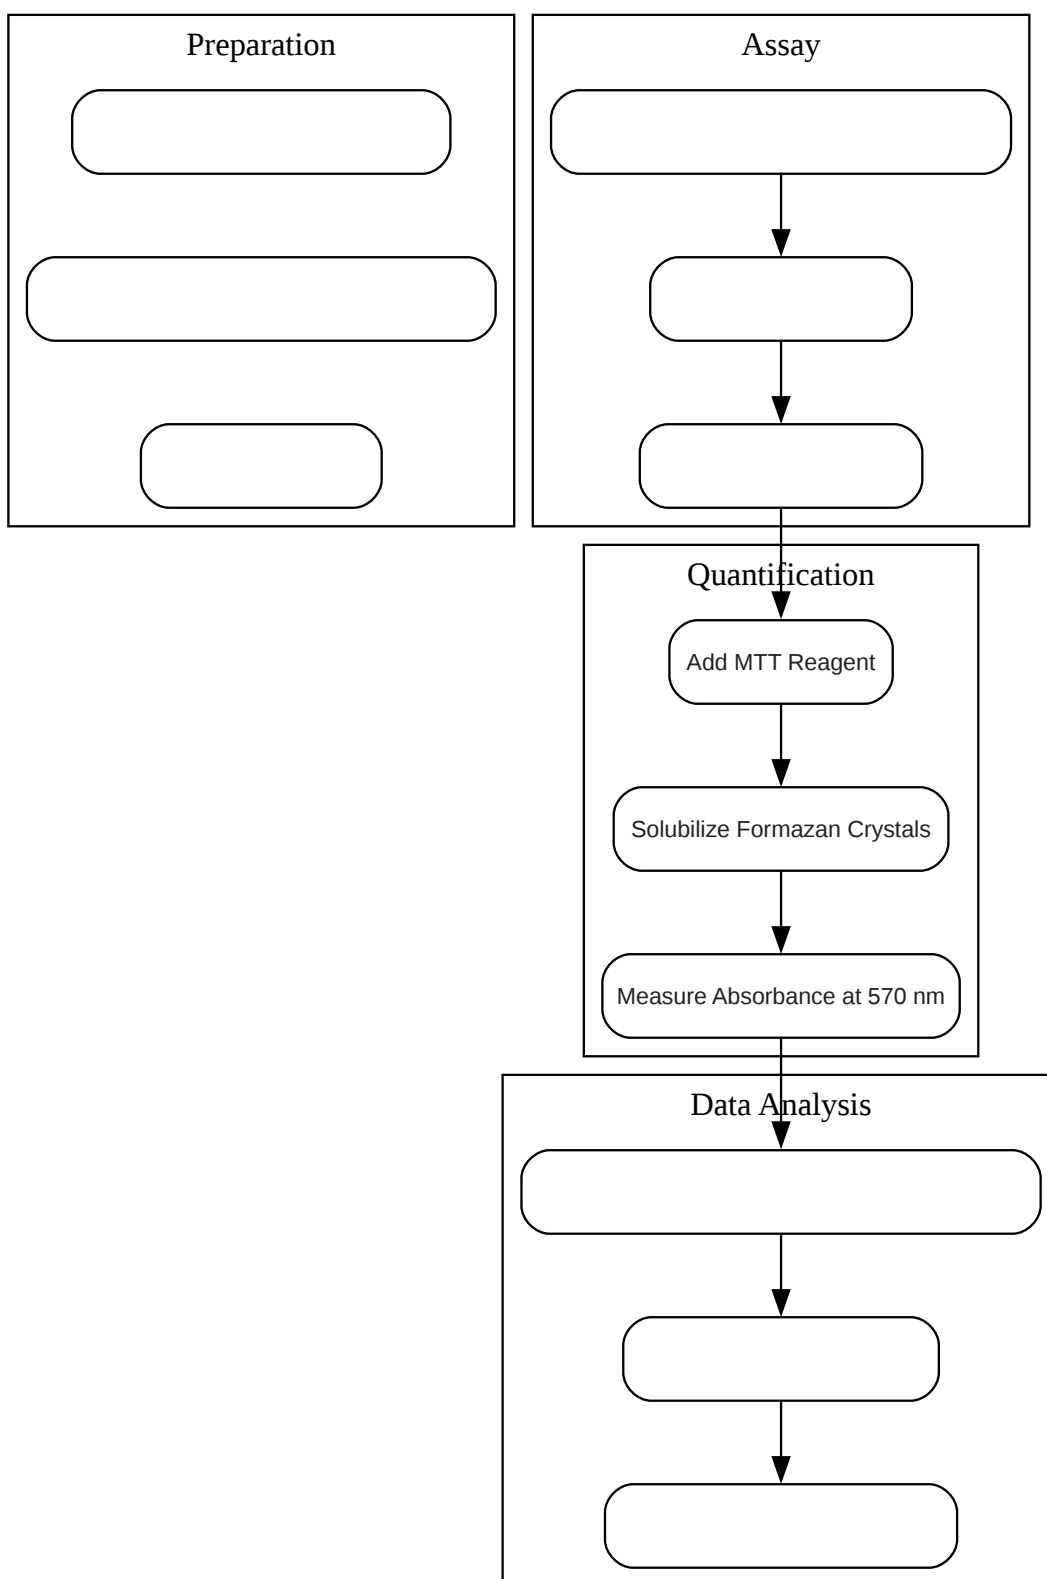 Preparation
Assay
Quantification
Add MTT Reagent
Solubilize Formazan Crystals
Measure Absorbance at 570 nm
Data Analysis